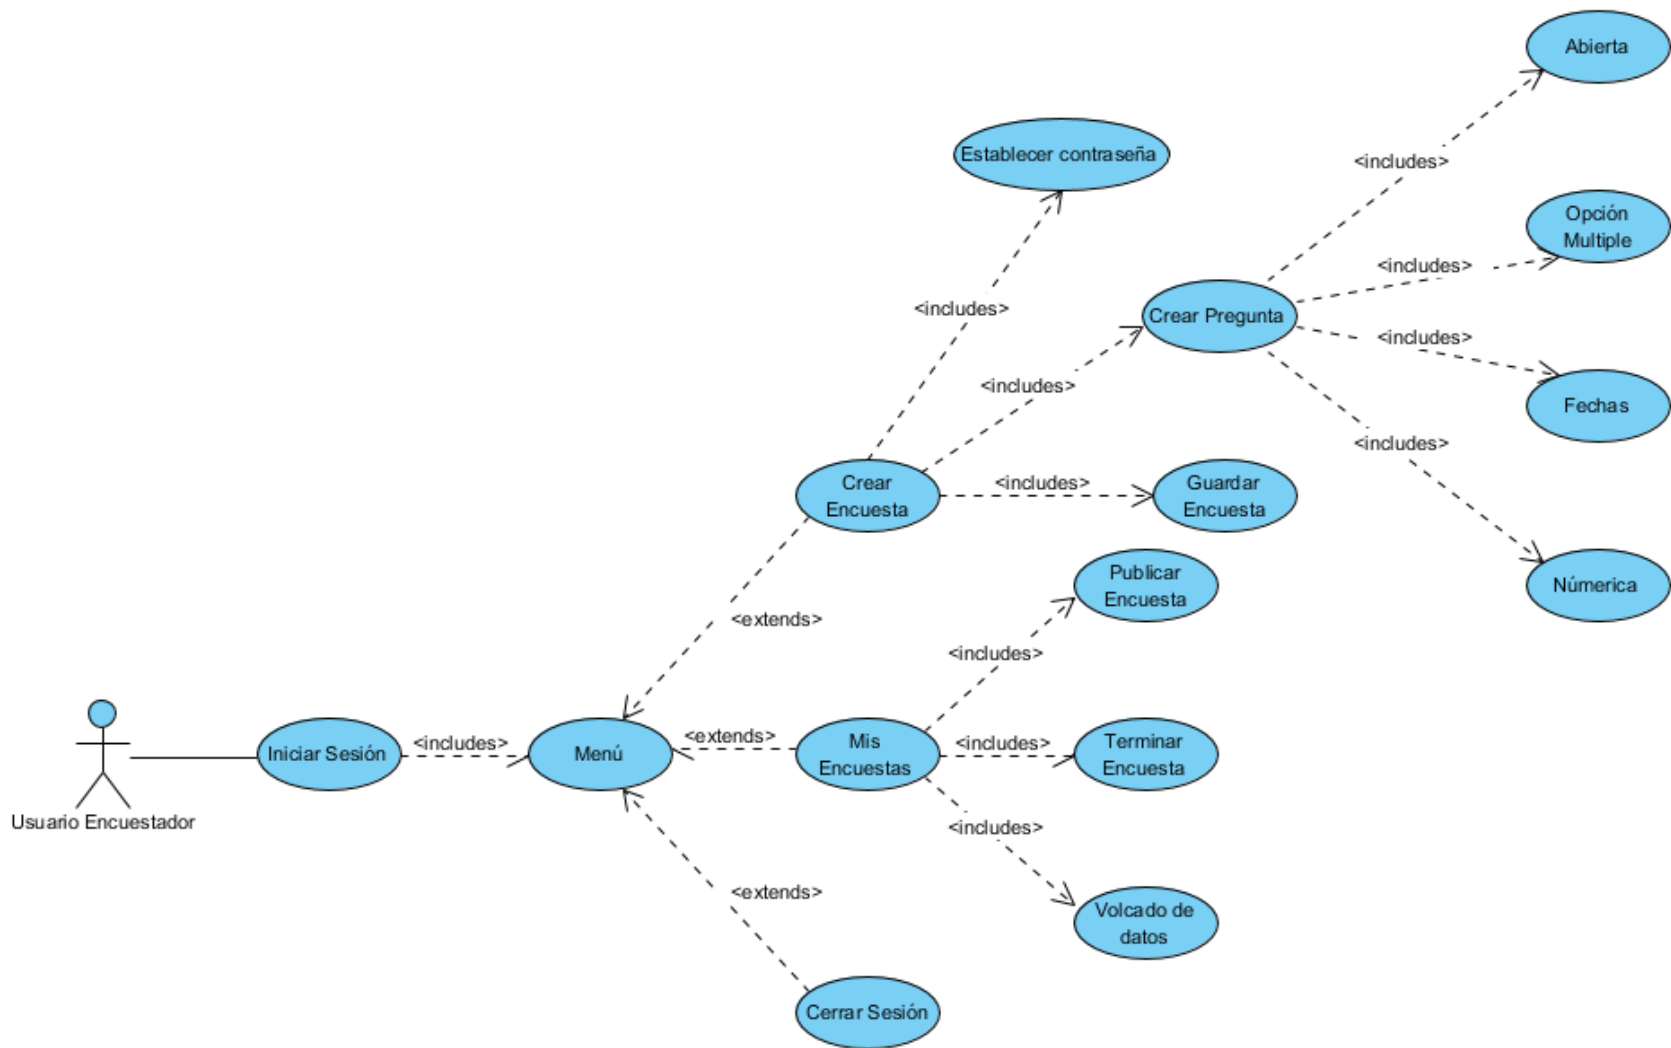 Abierta
Establecer contraseña
<includes>
Opción
Multiple
<includes>
<includes>
Crear Pregunta
<includes>
<includes>
Fechas
<includes>
<includes>
Crear
Encuesta
<includes>
Guardar
Encuesta
Publicar
Encuesta
Númerica
<extends>
<includes>
Iniciar Sesión
<includes>
Menú
<extends>
Mis
Encuestas
<includes>
Terminar
Encuesta
Usuario Encuestador
<includes>
<extends>
Volcado de
datos
Cerrar Sesión